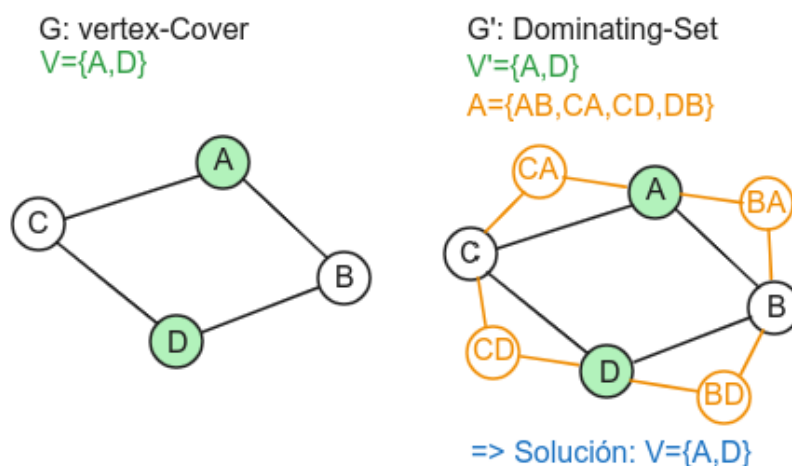 G: vertex-Cover
V={A,D}
A
C
B
D
G': Dominating-Set
V'={A,D}
A={AB,CA,CD,DB}
CA
A
BA
C
B
CD
D
BD
=> Solución: V={A,D}